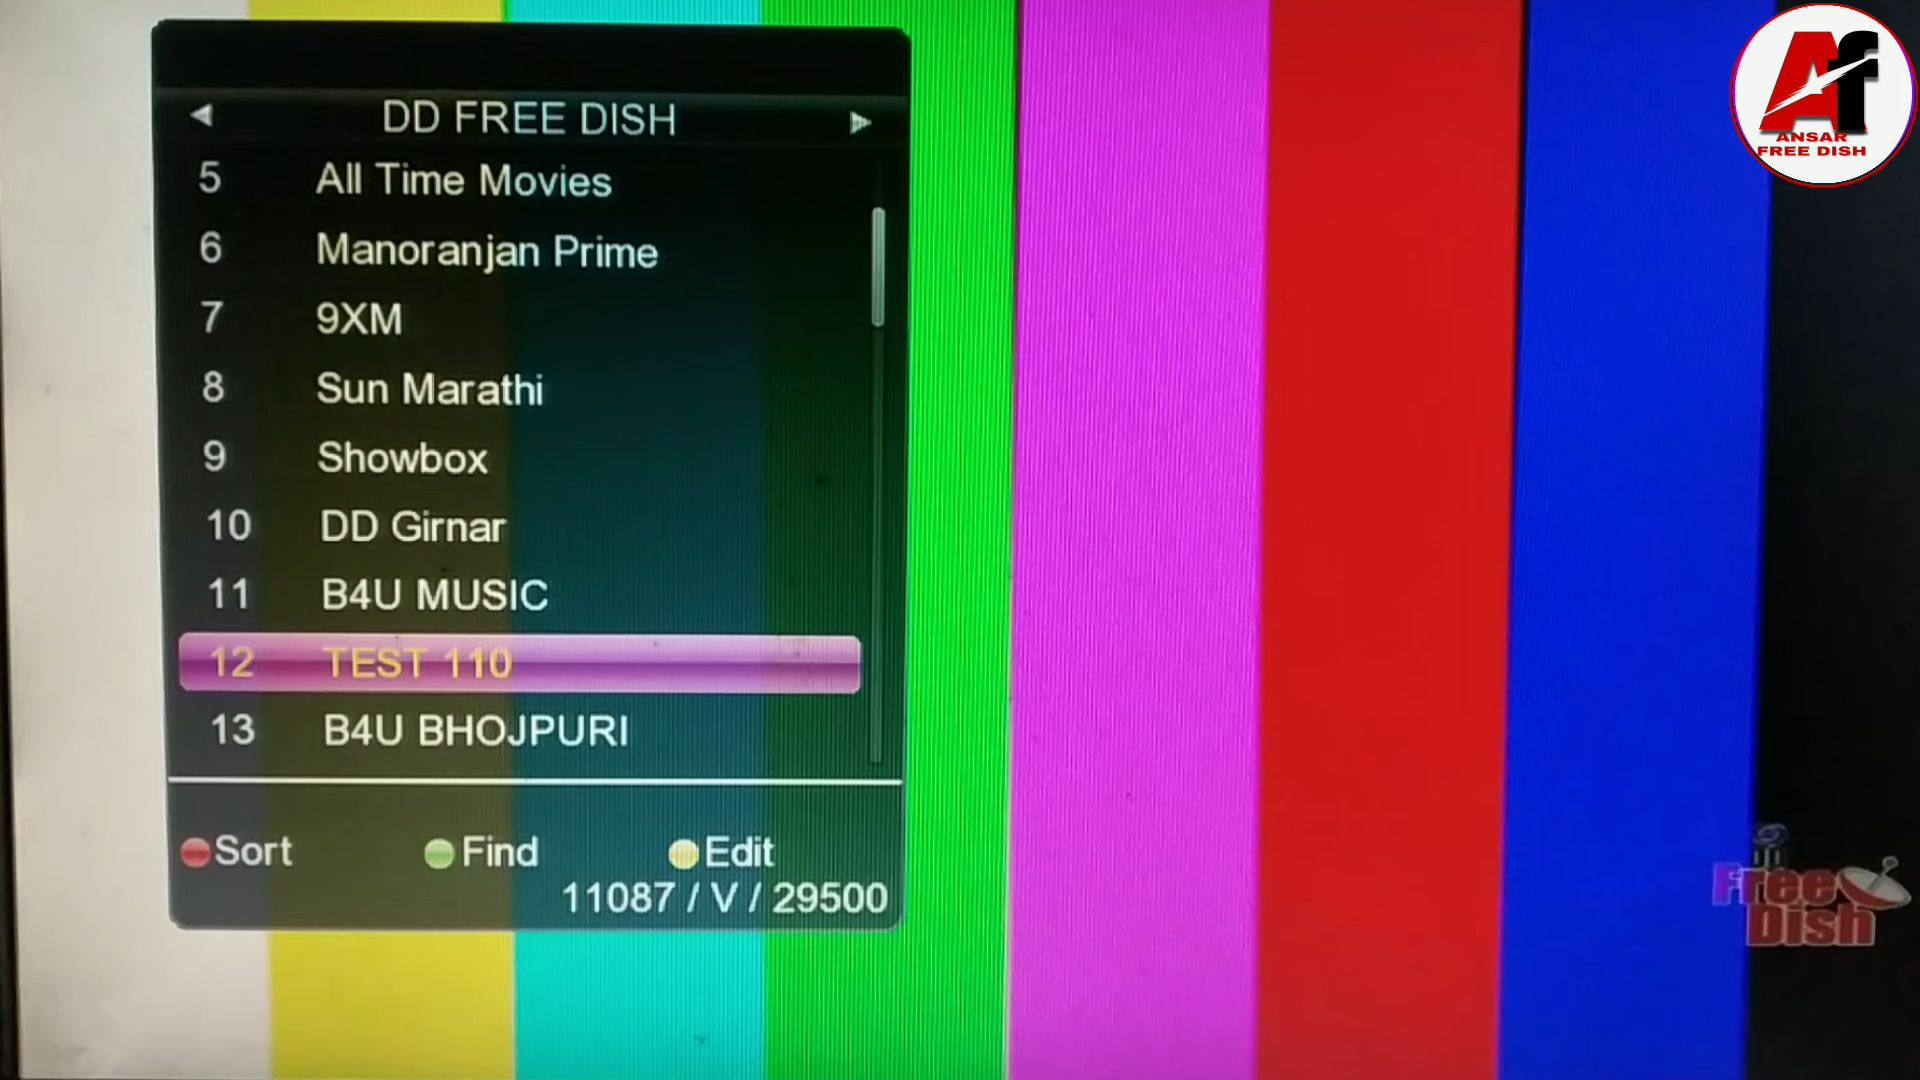 DD FREE DISH
5 All Time Movies
6 Manoranjan Prime
7 9XM
8 Sun Marathi
9 Showbox
10 DD Girnar
11 B4U MUSIC
12 TEST 110
13 B4U BHOJPURI
Sort Find Edit
11087 / V / 29500
Af
ANSAR
FREE DISH
DD
Free
Dish